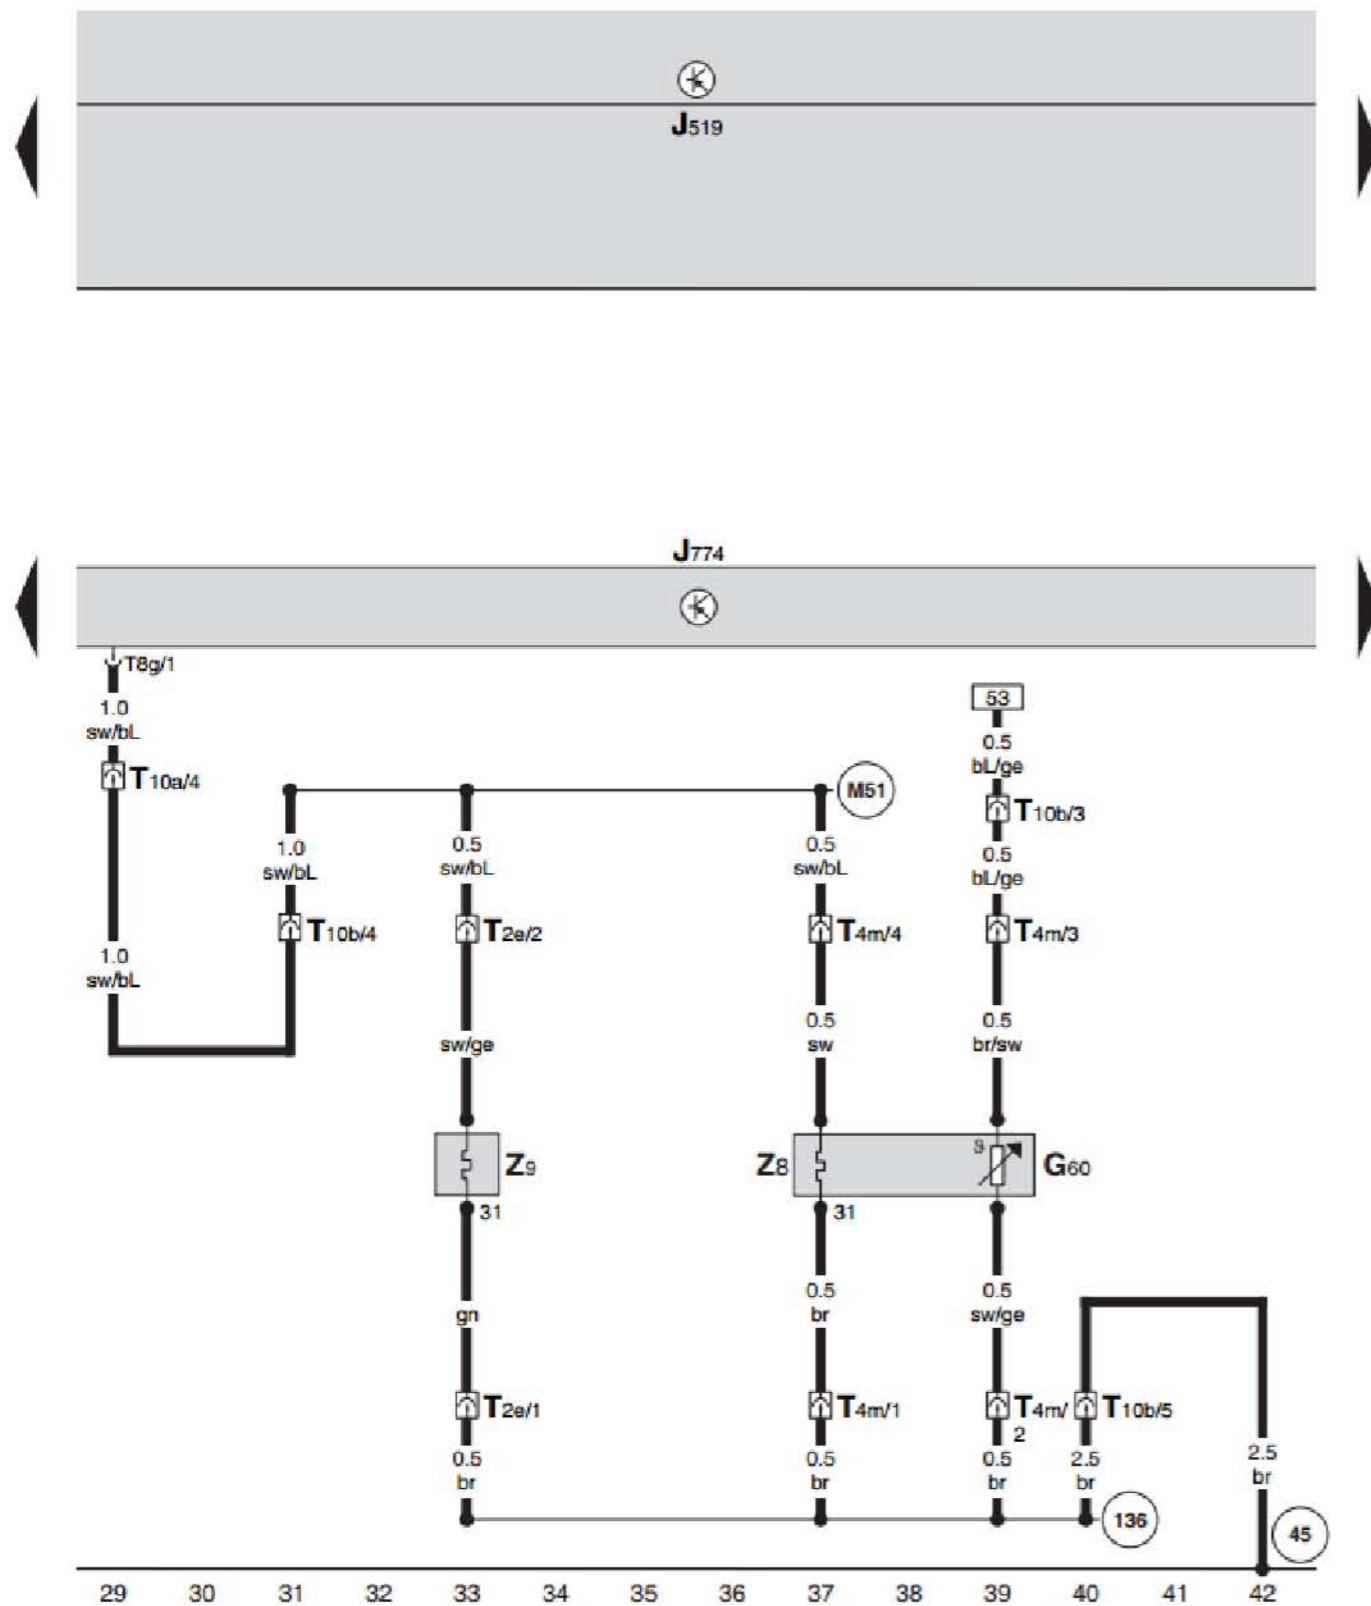 J519
J774
T8g/1
53
1.0
sw/bL
0.5
bL/ge
T10a/4
M51
T10b/3
1.0
sw/bL
0.5
sw/bL
0.5
sw/bL
0.5
bL/ge
T10b/4
T2e/2
T4m/4
T4m/3
1.0
sw/bL
sw/ge
0.5
sw
0.5
br/sw
Z9
Z8
ϑ
G60
31
31
gn
0.5
br
0.5
sw/ge
T2e/1
T4m/1
T4m/
2
T10b/5
0.5
br
0.5
br
0.5
br
2.5
br
2.5
br
136
45
29 30 31 32 33 34 35 36 37 38 39 40 41 42